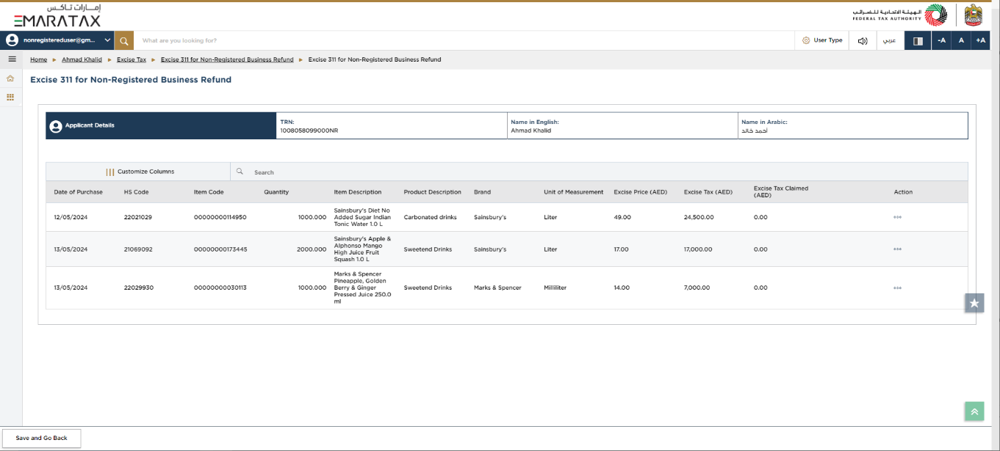 إمارات تاكس
EMARATAX
الهيئة الاتحادية للضرائب
FEDERAL TAX AUTHORITY
nonregistereduser@gm...
What are you looking for?
User Type
عربي
-A
A
+A
Home ▸ Ahmad Khalid ▸ Excise Tax ▸ Excise 311 for Non-Registered Business Refund ▸ Excise 311 for Non-Registered Business Refund
Excise 311 for Non-Registered Business Refund
Applicant Details
TRN:
1008058099000NR
Name in English:
Ahmad Khalid
Name in Arabic:
أحمد خالد
Customize Columns
Search
Date of Purchase HS Code Item Code Quantity Item Description Product Description Brand Unit of Measurement Excise Price (AED) Excise Tax (AED) Excise Tax Claimed (AED) Action
12/05/2024 22021029 00000000114950 1000.000 Sainsbury's Diet No
Added Sugar Indian
Tonic Water 1.0 L
Carbonated drinks Sainsbury's Liter 49.00 24,500.00 0.00
13/05/2024 21069092 00000000173445 2000.000 Sainsbury's Apple &
Alphonso Mango
High Juice Fruit
Squash 1.0 L
Sweetend Drinks Sainsbury's Liter 17.00 17,000.00 0.00
13/05/2024 22029930 00000000030113 1000.000 Marks & Spencer
Pineapple, Golden
Berry & Ginger
Pressed Juice 250.0
ml
Sweetend Drinks Marks & Spencer Milliliter 14.00 7,000.00 0.00
Save and Go Back